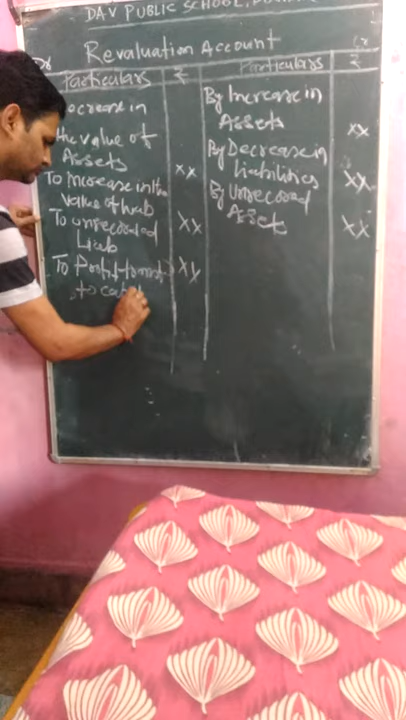 DAV PUBLIC SCHOOL,
Revaluation Account
Dr Cr
Particulars ₹ Particulars ₹
Decrease in
the value of
Assets xx
To Increase in the
value of liab
To unrecorded xx
Liab
To Profit transf xx
to cap
By Increase in
Assets xx
By Decrease in
Liabilities xx
By Unrecored
Assets xx